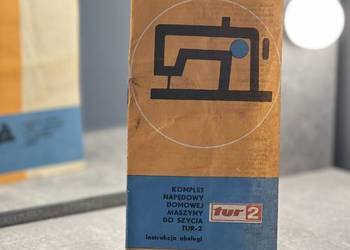 KOMPLET
NAPĘDOWY
DOMOWEJ
MASZYNY
DO SZYCIA
TUR-2
Instrukcja obsługi
tur 2